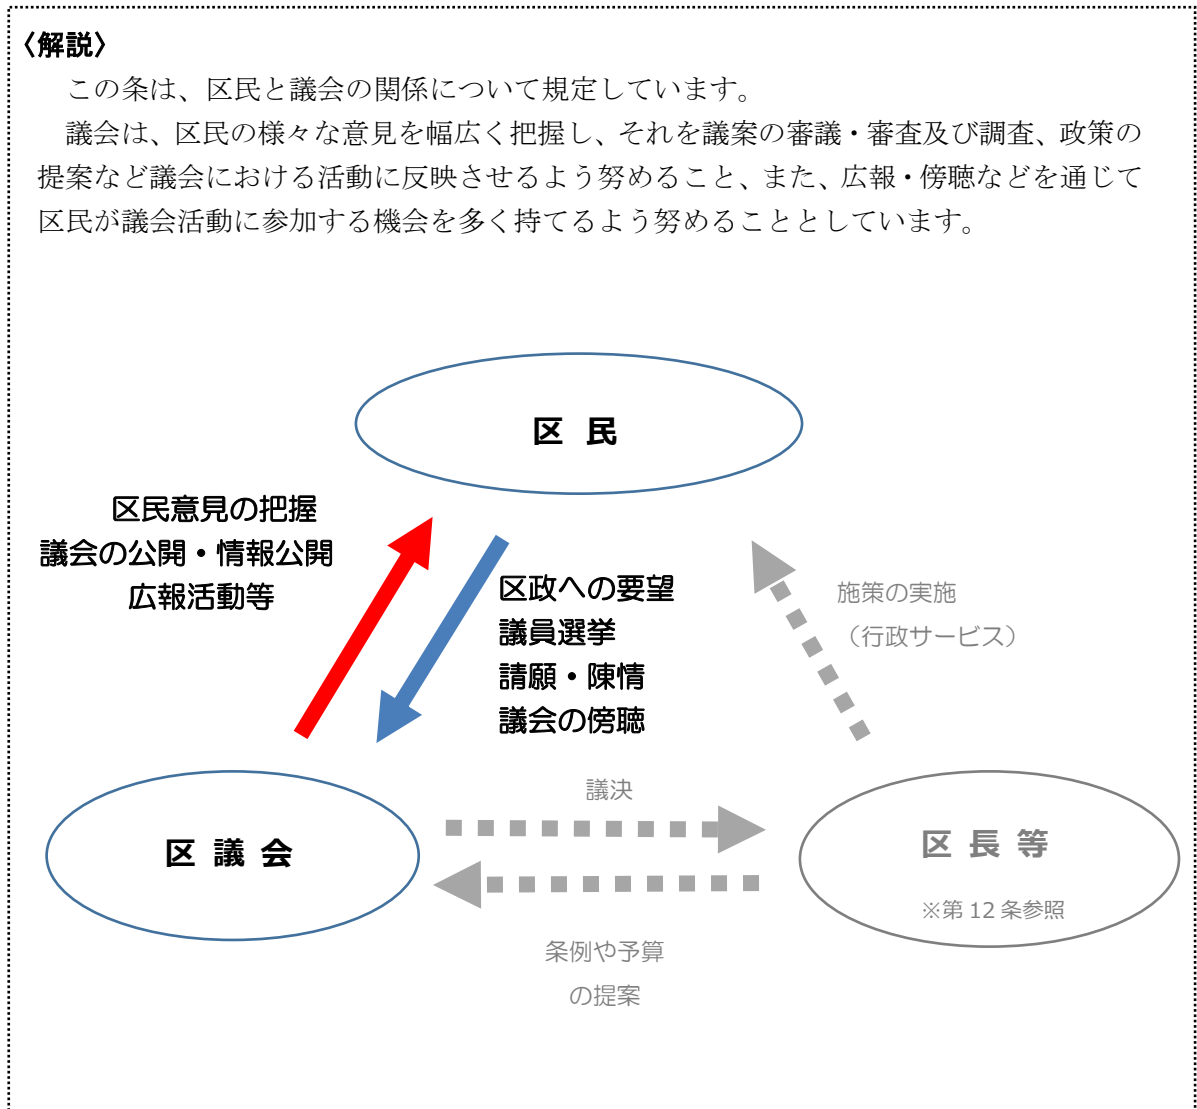 〈解説〉
この条は、区民と議会の関係について規定しています。
議会は、区民の様々な意見を幅広く把握し、それを議案の審議・審査及び調査、政策の
提案など議会における活動に反映させるよう努めること、また、広報・傍聴などを通じて
区民が議会活動に参加する機会を多く持てるよう努めることとしています。
区 民
区民意見の把握
議会の公開・情報公開
広報活動等
区政への要望
議員選挙
請願・陳情
議会の傍聴
施策の実施
（行政サービス）
議決
区 議 会
区 長 等
※第 12 条参照
条例や予算
の提案